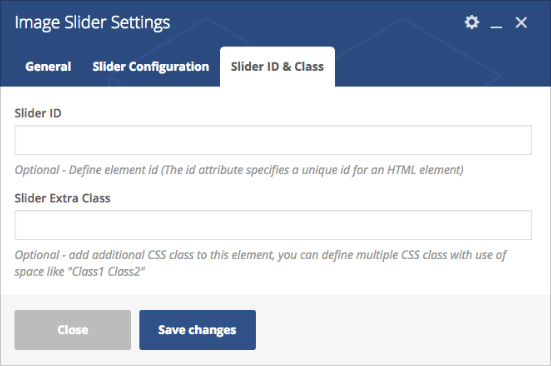 Image Slider Settings
General Slider Configuration Slider ID & Class
Slider ID
Optional - Define element id (The id attribute specifies a unique id for an HTML element)
Slider Extra Class
Optional - add additional CSS class to this element, you can define multiple CSS class with use of
space like "Class1 Class2"
Close Save changes